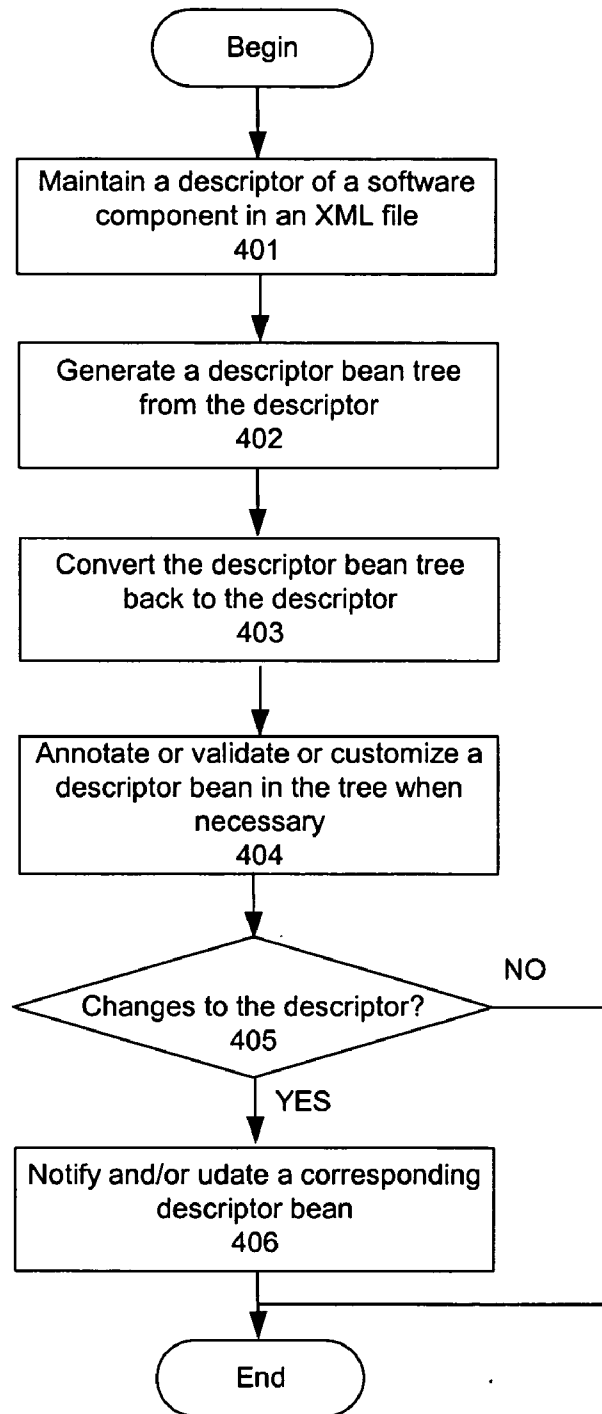 Begin
Maintain a descriptor of a software
component in an XML file
401
Generate a descriptor bean tree
from the descriptor
402
Convert the descriptor bean tree
back to the descriptor
403
Annotate or validate or customize a
descriptor bean in the tree when
necessary
404
NO
Changes to the descriptor?
405
YES
Notify and/or udate a corresponding
descriptor bean
406
End